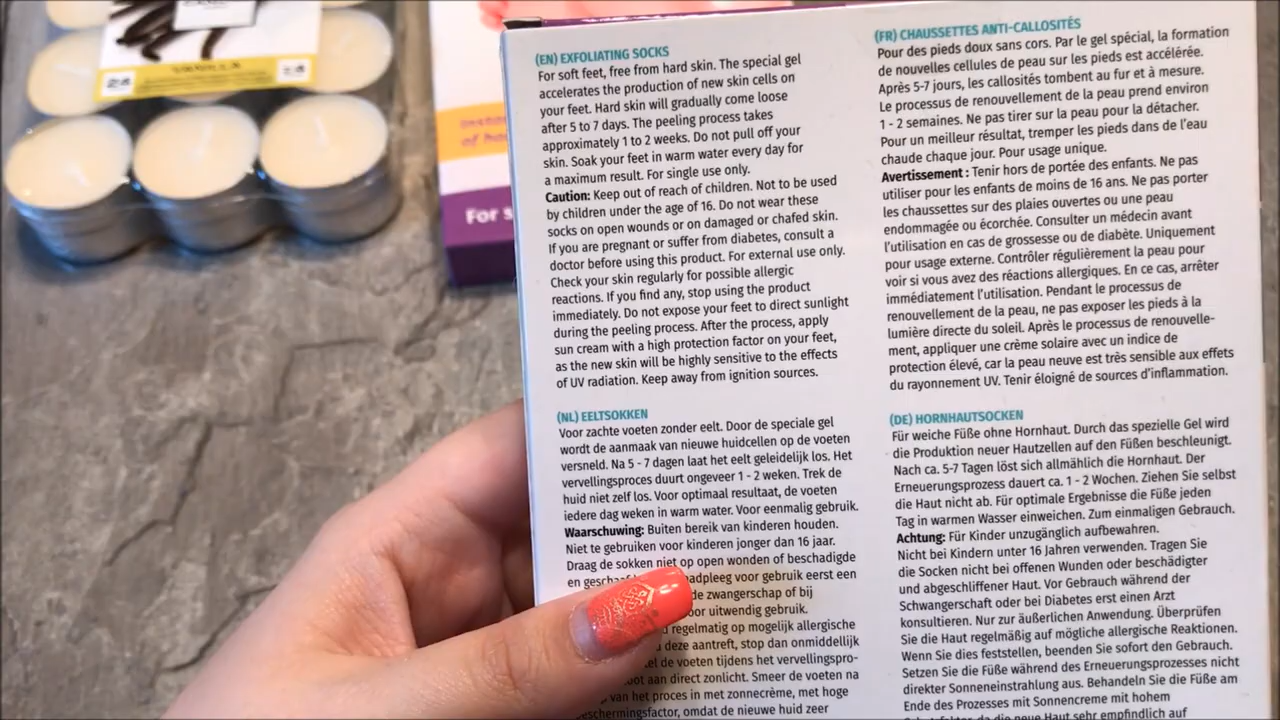 VANILLA
24
For s
(EN) EXFOLIATING SOCKS
For soft feet, free from hard skin. The special gel
accelerates the production of new skin cells on
your feet. Hard skin will gradually come loose
after 5 to 7 days. The peeling process takes
approximately 1 to 2 weeks. Do not pull off your
skin. Soak your feet in warm water every day for
a maximum result. For single use only.
Caution: Keep out of reach of children. Not to be used
by children under the age of 16. Do not wear these
socks on open wounds or on damaged or chafed skin.
If you are pregnant or suffer from diabetes, consult a
doctor before using this product. For external use only.
Check your skin regularly for possible allergic
reactions. If you find any, stop using the product
immediately. Do not expose your feet to direct sunlight
during the peeling process. After the process, apply
sun cream with a high protection factor on your feet,
as the new skin will be highly sensitive to the effects
of UV radiation. Keep away from ignition sources.
(FR) CHAUSSETTES ANTI-CALLOSITÉS
Pour des pieds doux sans cors. Par le gel spécial, la formation
de nouvelles cellules de peau sur les pieds est accélérée.
Après 5-7 jours, les callosités tombent au fur et à mesure.
Le processus de renouvellement de la peau prend environ
1 - 2 semaines. Ne pas tirer sur la peau pour la détacher.
Pour un meilleur résultat, tremper les pieds dans de l'eau
chaude chaque jour. Pour usage unique.
Avertissement : Tenir hors de portée des enfants. Ne pas
utiliser pour les enfants de moins de 16 ans. Ne pas porter
les chaussettes sur des plaies ouvertes ou une peau
endommagée ou écorchée. Consulter un médecin avant
l'utilisation en cas de grossesse ou de diabète. Uniquement
pour usage externe. Contrôler régulièrement la peau pour
voir si vous avez des réactions allergiques. En ce cas, arrêter
immédiatement l'utilisation. Pendant le processus de
renouvellement de la peau, ne pas exposer les pieds à la
lumière directe du soleil. Après le processus de renouvelle-
ment, appliquer une crème solaire avec un indice de
protection élevé, car la peau neuve est très sensible aux effets
du rayonnement UV. Tenir éloigné de sources d'inflammation.
(NL) EELTSOKKEN
Voor zachte voeten zonder eelt. Door de speciale gel
wordt de aanmaak van nieuwe huidcellen op de voeten
versneld. Na 5 - 7 dagen laat het eelt geleidelijk los. Het
vervellingsproces duurt ongeveer 1 - 2 weken. Trek de
huid niet zelf los. Voor optimaal resultaat, de voeten
iedere dag weken in warm water. Voor eenmalig gebruik.
Waarschuwing: Buiten bereik van kinderen houden.
Niet te gebruiken voor kinderen jonger dan 16 jaar.
Draag de sokken niet op open wonden of beschadigde
en geschaaf adpleeg voor gebruik eerst een
de zwangerschap of bij
oor uitwendig gebruik.
regelmatig op mogelijk allergische
deze aantreft, stop dan onmiddellijk
el de voeten tijdens het vervellingspro-
oot aan direct zonlicht. Smeer de voeten na
van het proces in met zonnecrème, met hoge
schermingsfactor, omdat de nieuwe huid zeer
(DE) HORNHAUTSOCKEN
Für weiche Füße ohne Hornhaut. Durch das spezielle Gel wird
die Produktion neuer Hautzellen auf den Füßen beschleunigt.
Nach ca. 5-7 Tagen löst sich allmählich die Hornhaut. Der
Erneuerungsprozess dauert ca. 1 - 2 Wochen. Ziehen Sie selbst
die Haut nicht ab. Für optimale Ergebnisse die Füße jeden
Tag in warmen Wasser einweichen. Zum einmaligen Gebrauch.
Achtung: Für Kinder unzugänglich aufbewahren.
Nicht bei Kindern unter 16 Jahren verwenden. Tragen Sie
die Socken nicht bei offenen Wunden oder beschädigter
und abgeschliffener Haut. Vor Gebrauch während der
Schwangerschaft oder bei Diabetes erst einen Arzt
konsultieren. Nur zur äußerlichen Anwendung. Überprüfen
Sie die Haut regelmäßig auf mögliche allergische Reaktionen.
Wenn Sie dies feststellen, beenden Sie sofort den Gebrauch.
Setzen Sie die Füße während des Erneuerungsprozesses nicht
direkter Sonneneinstrahlung aus. Behandeln Sie die Füße am
Ende des Prozesses mit Sonnencreme mit hohem
da die neue Haut sehr empfindlich auf